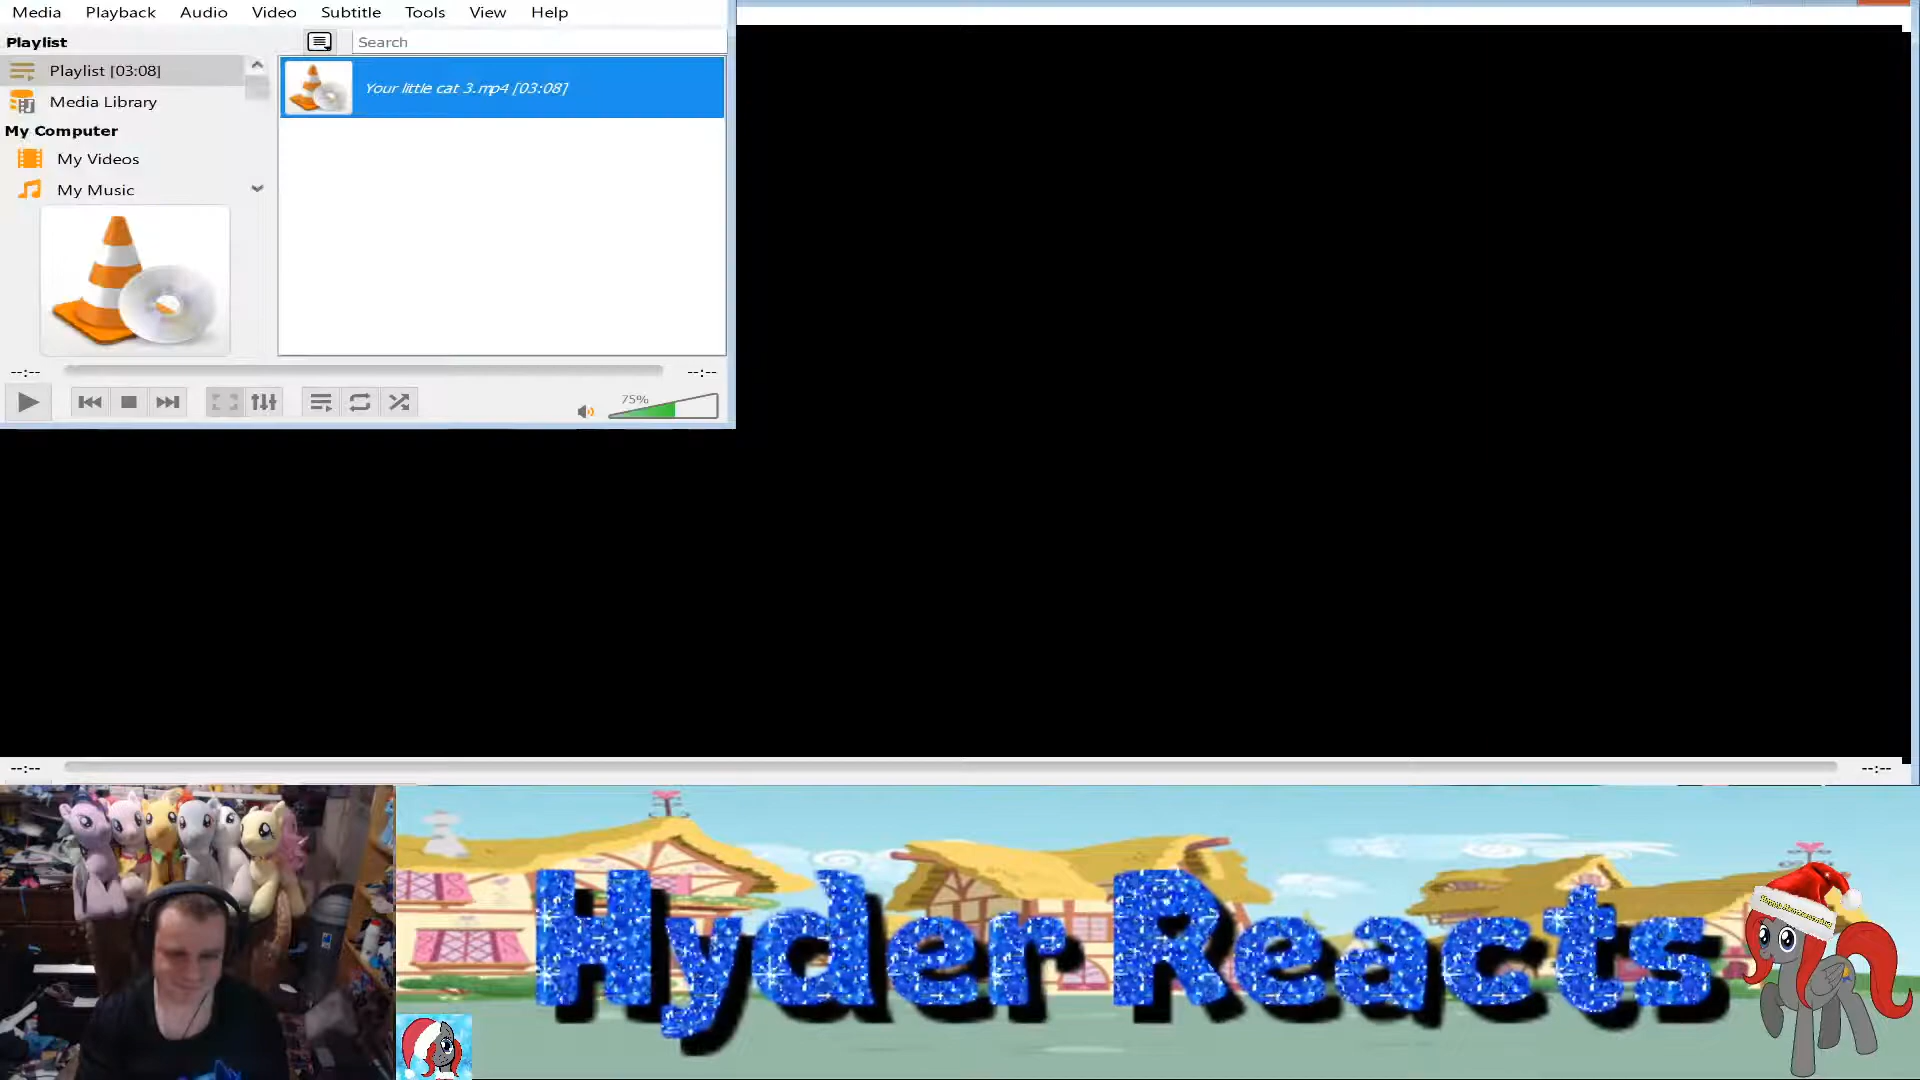 Media Playback Audio Video Subtitle Tools View Help
Playlist
Search
Playlist [03:08]
Your little cat 3.mp4 [03:08]
Media Library
My Computer
My Videos
My Music
--:-- --:--
75%
--:-- --:--
Hyder Reacts